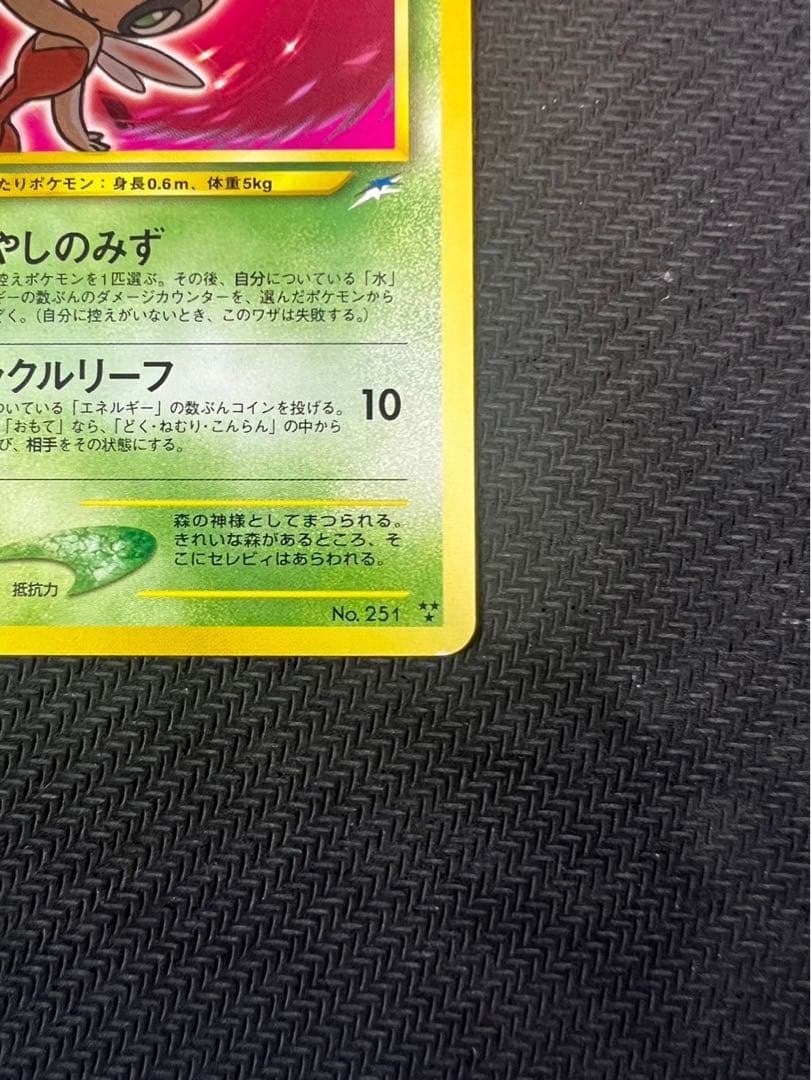 たりポケモン：身長0.6m、体重5kg
やしのみず
控えポケモンを1匹選ぶ。その後、自分についている「水」
ギーの数ぶんのダメージカウンターを、選んだポケモンから
ぞく。（自分に控えがいないとき、このワザは失敗する。）
ックルリーフ
ついている「エネルギー」の数ぶんコインを投げる。
「おもて」なら、「どく・ねむり・こんらん」の中から
び、相手をその状態にする。
10
森の神様としてまつられる。
きれいな森があるところ、そ
こにセレビィはあらわれる。
抵抗力
No. 251